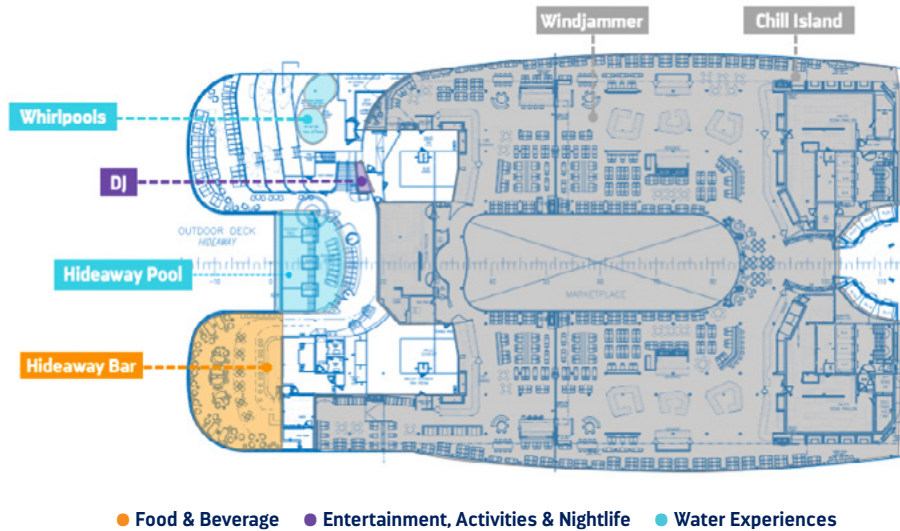 Windjammer
Chill Island
Whirlpools
DJ
OUTDOOR DECK
HIDEAWAY
Hideaway Pool
MARKETPLACE
Hideaway Bar
Food & Beverage
Entertainment, Activities & Nightlife
Water Experiences